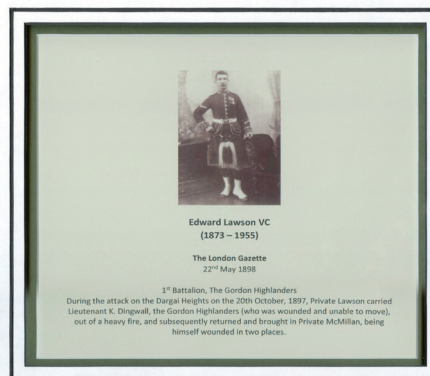 Edward Lawson VC
(1873 – 1955)
The London Gazette
22nd May 1898
1st Battalion, The Gordon Highlanders
During the attack on the Dargai Heights on the 20th October, 1897, Private Lawson carried
Lieutenant K. Dingwall, the Gordon Highlanders (who was wounded and unable to move),
out of a heavy fire, and subsequently returned and brought in Private McMillan, being
himself wounded in two places.